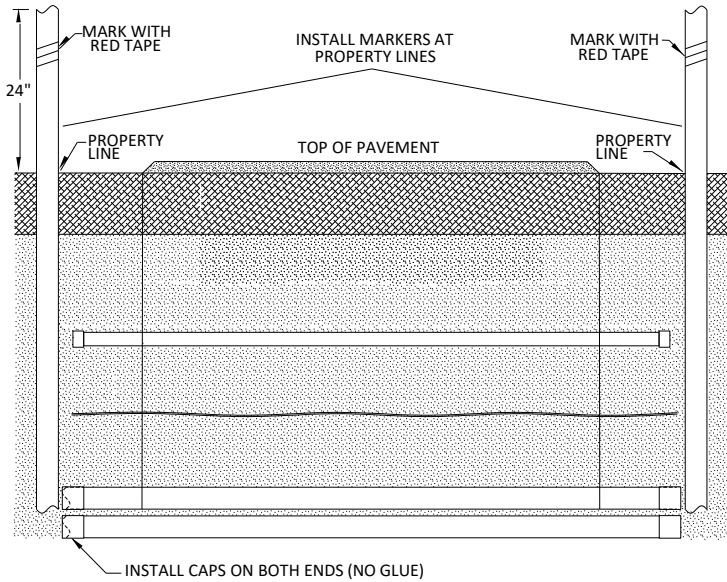 MARK WITH
RED TAPE
INSTALL MARKERS AT
PROPERTY LINES
MARK WITH
RED TAPE
24"
PROPERTY
LINE
TOP OF PAVEMENT
PROPERTY
LINE
INSTALL CAPS ON BOTH ENDS (NO GLUE)